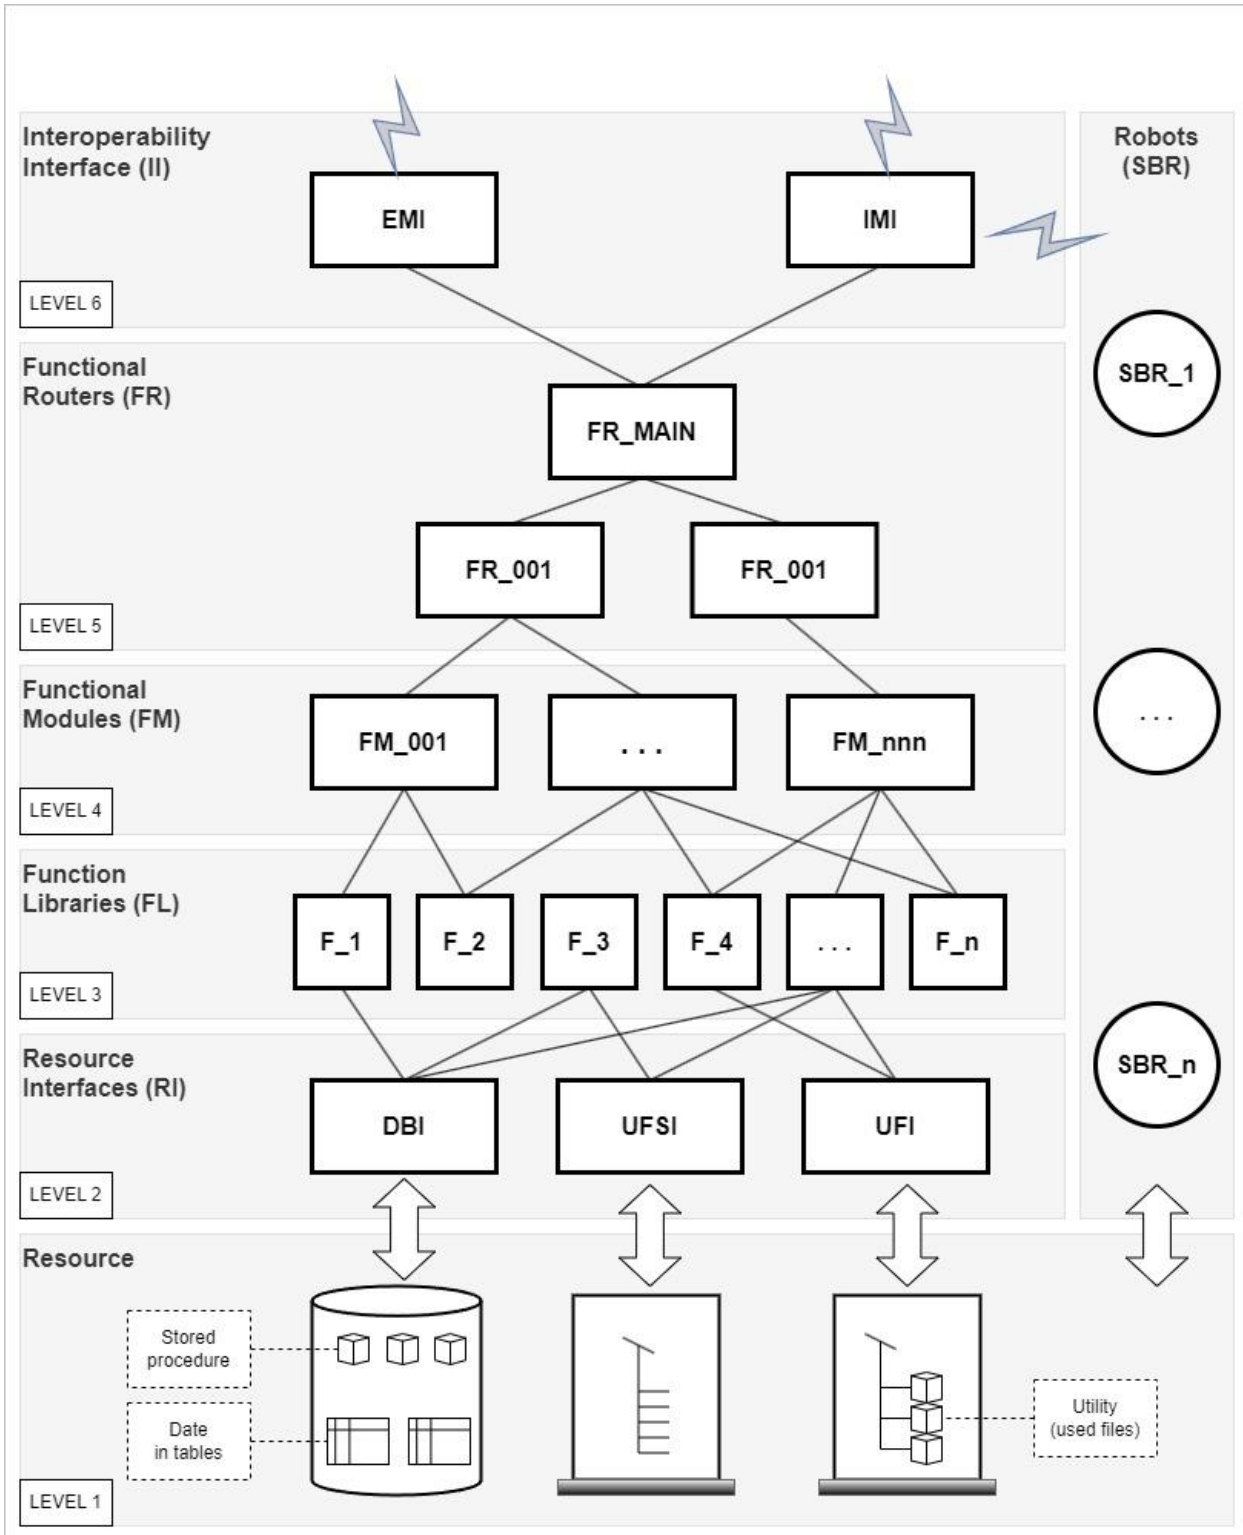 Interoperability
Interface (II)
EMI
IMI
LEVEL 6
Robots
(SBR)
SBR_1
. . .
SBR_n
Functional
Routers (FR)
FR_MAIN
FR_001
FR_001
LEVEL 5
Functional
Modules (FM)
FM_001
. . .
FM_nnn
LEVEL 4
Function
Libraries (FL)
F_1
F_2
F_3
F_4
. . .
F_n
LEVEL 3
Resource
Interfaces (RI)
DBI
UFSI
UFI
LEVEL 2
Resource
Stored
procedure
Date
in tables
Utility
(used files)
LEVEL 1